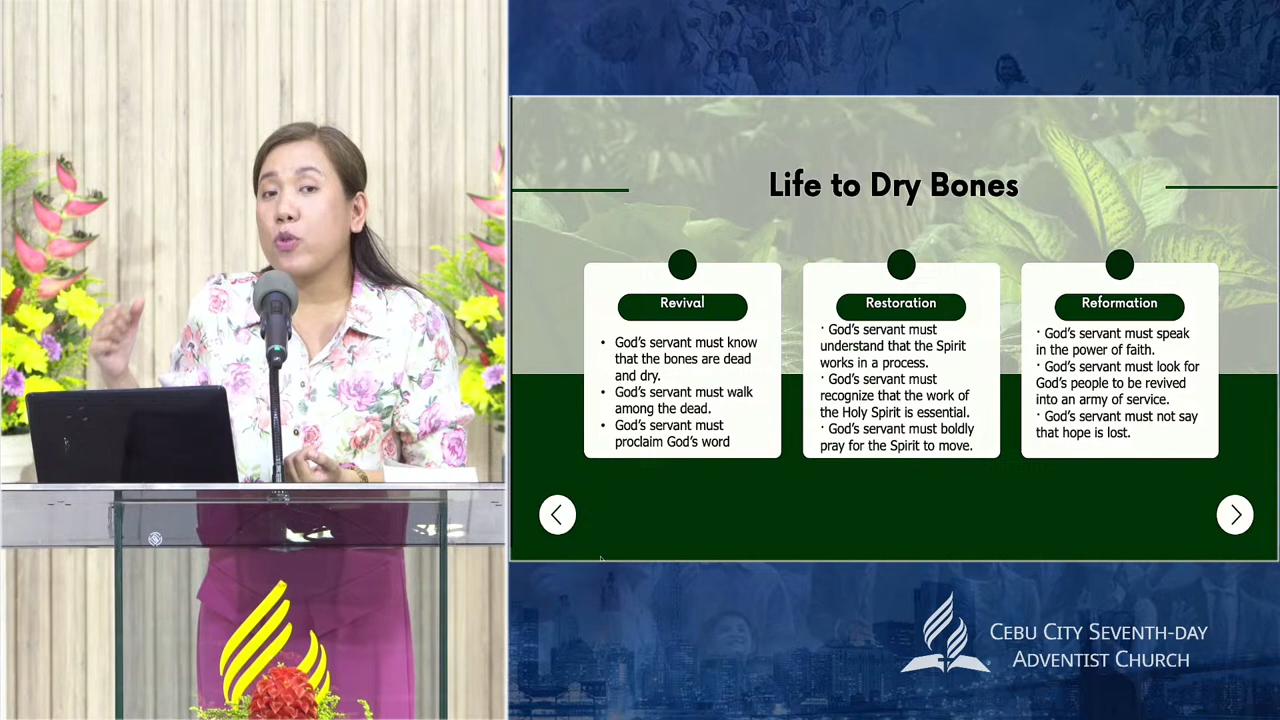 Life to Dry Bones
Revival
• God's servant must know
that the bones are dead
and dry.
• God's servant must walk
among the dead.
• God's servant must
proclaim God's word
Restoration
· God's servant must
understand that the Spirit
works in a process.
· God's servant must
recognize that the work of
the Holy Spirit is essential.
· God's servant must boldly
pray for the Spirit to move.
Reformation
· God's servant must speak
in the power of faith.
· God's servant must look for
God's people to be revived
into an army of service.
· God's servant must not say
that hope is lost.
CEBU CITY SEVENTH-DAY
ADVENTIST CHURCH